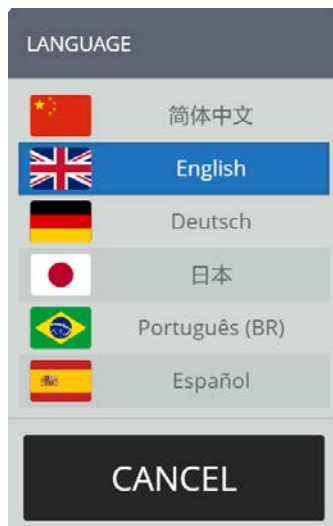 LANGUAGE
简体中文
English
Deutsch
日本
Português (BR)
Español
CANCEL